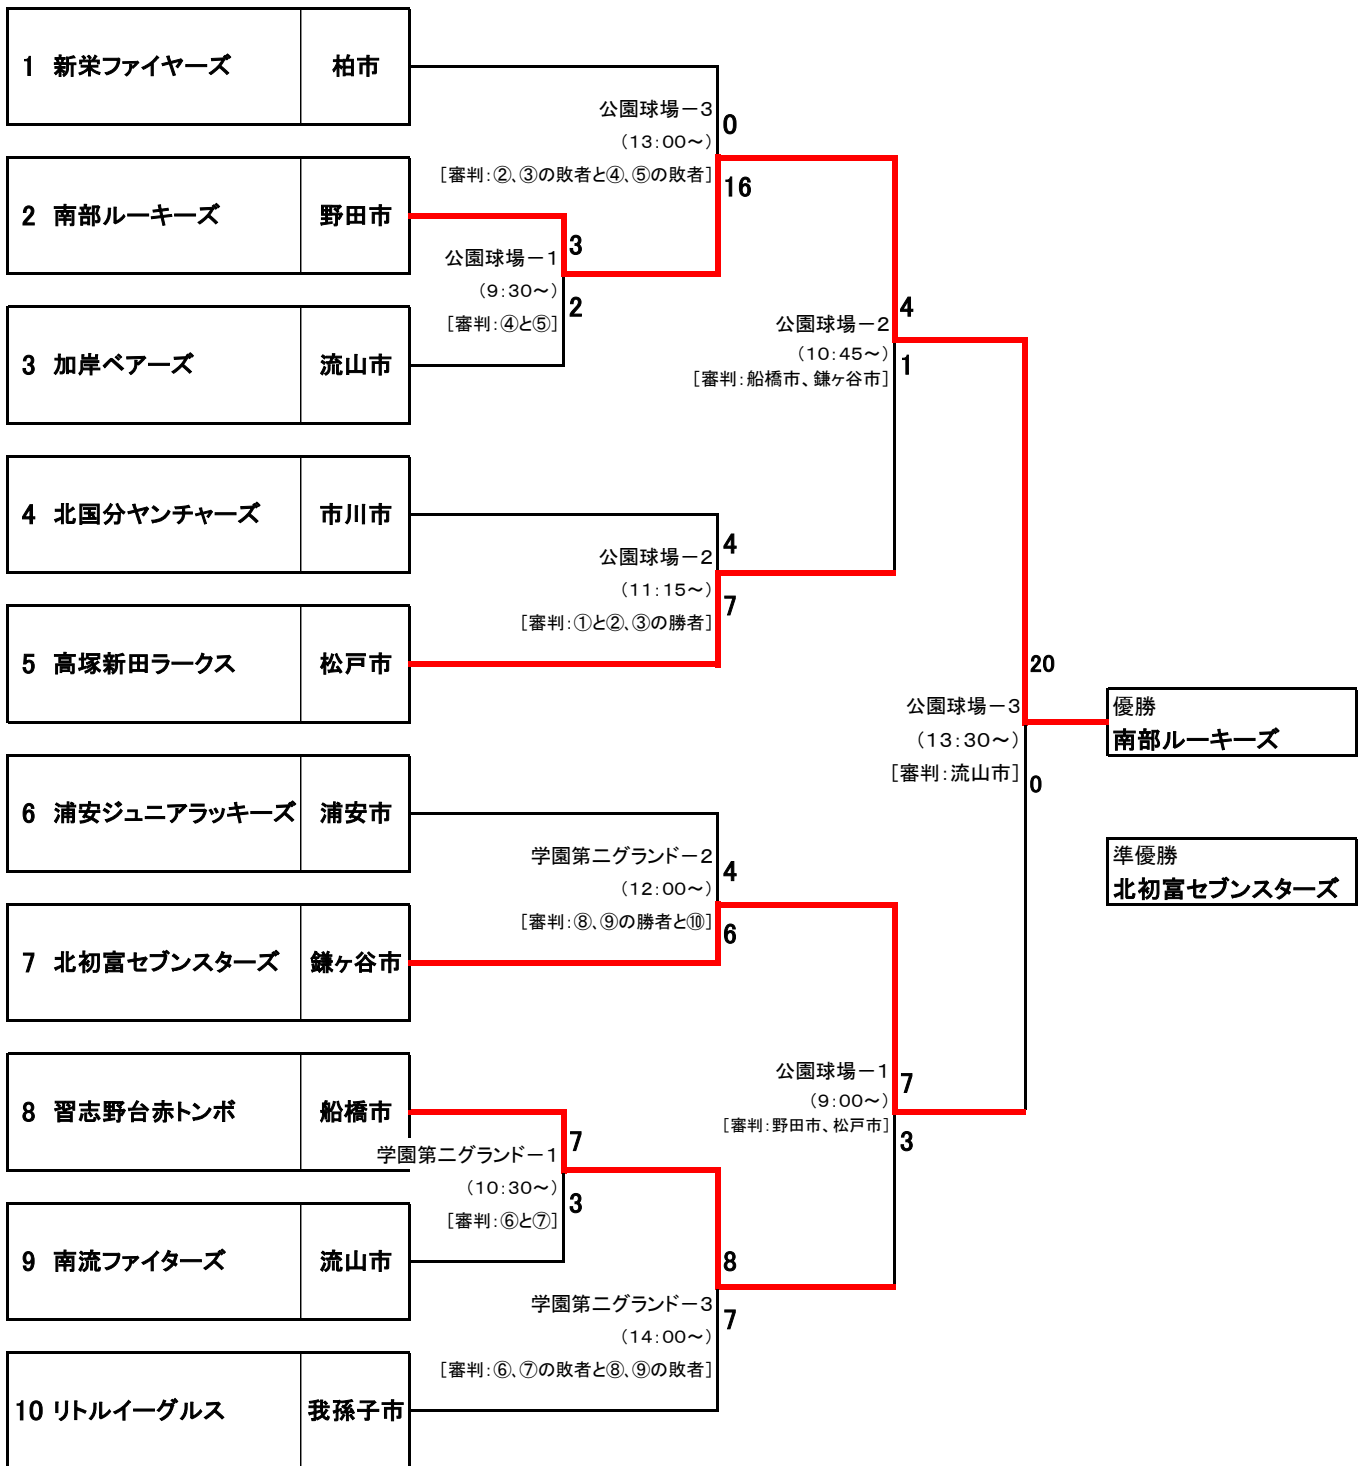 1 新栄ファイヤーズ 柏市
公園球場－3
0
(13:00～)
[審判:②、③の敗者と④、⑤の敗者]
16
2 南部ルーキーズ 野田市
3
公園球場－1
(9:30～)
2
[審判:④と⑤]
4
公園球場－2
(10:45～)
1
[審判:船橋市、鎌ヶ谷市]
3 加岸ベアーズ 流山市
4 北国分ヤンチャーズ 市川市
4
公園球場－2
(11:15～)
7
[審判:①と②、③の勝者]
5 高塚新田ラークス 松戸市
20
公園球場－3
(13:30～)
[審判:流山市]
0
優勝
南部ルーキーズ
6 浦安ジュニアラッキーズ 浦安市
学園第二グランド－2
4
(12:00～)
[審判:⑧、⑨の勝者と⑩]
6
準優勝
北初富セブンスターズ
7 北初富セブンスターズ 鎌ヶ谷市
公園球場－1
7
(9:00～)
[審判:野田市、松戸市]
3
8 習志野台赤トンボ 船橋市
7
学園第二グランド－1
(10:30～)
3
[審判:⑥と⑦]
9 南流ファイターズ 流山市
8
学園第二グランド－3
7
(14:00～)
[審判:⑥、⑦の敗者と⑧、⑨の敗者]
10 リトルイーグルス 我孫子市